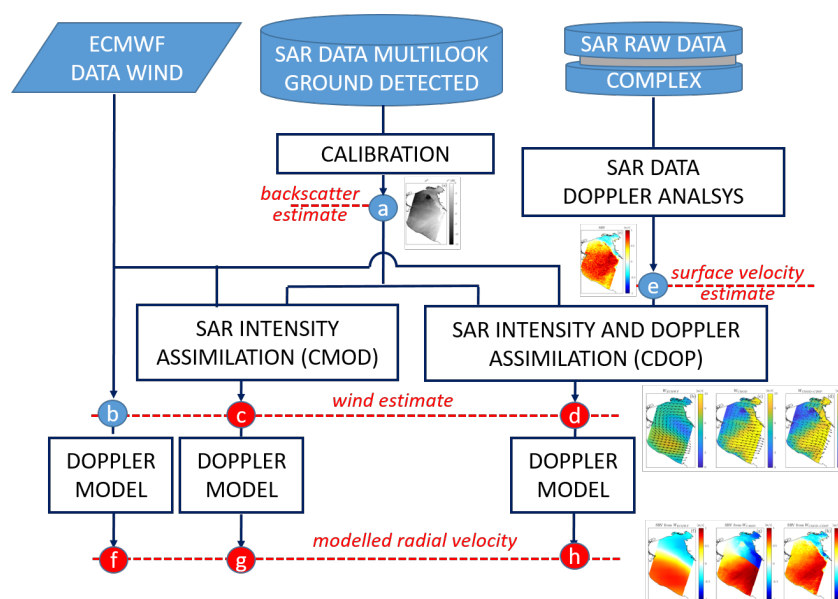 ECMWF
DATA WIND
SAR DATA MULTILOOK
GROUND DETECTED
SAR RAW DATA
COMPLEX
CALIBRATION
SAR DATA
DOPPLER ANALSYS
backscatter
estimate
a
e
surface velocity
estimate
SAR INTENSITY
ASSIMILATION (CMOD)
SAR INTENSITY AND DOPPLER
ASSIMILATION (CDOP)
b
c
wind estimate
d
DOPPLER
MODEL
DOPPLER
MODEL
DOPPLER
MODEL
f
g
modelled radial velocity
h